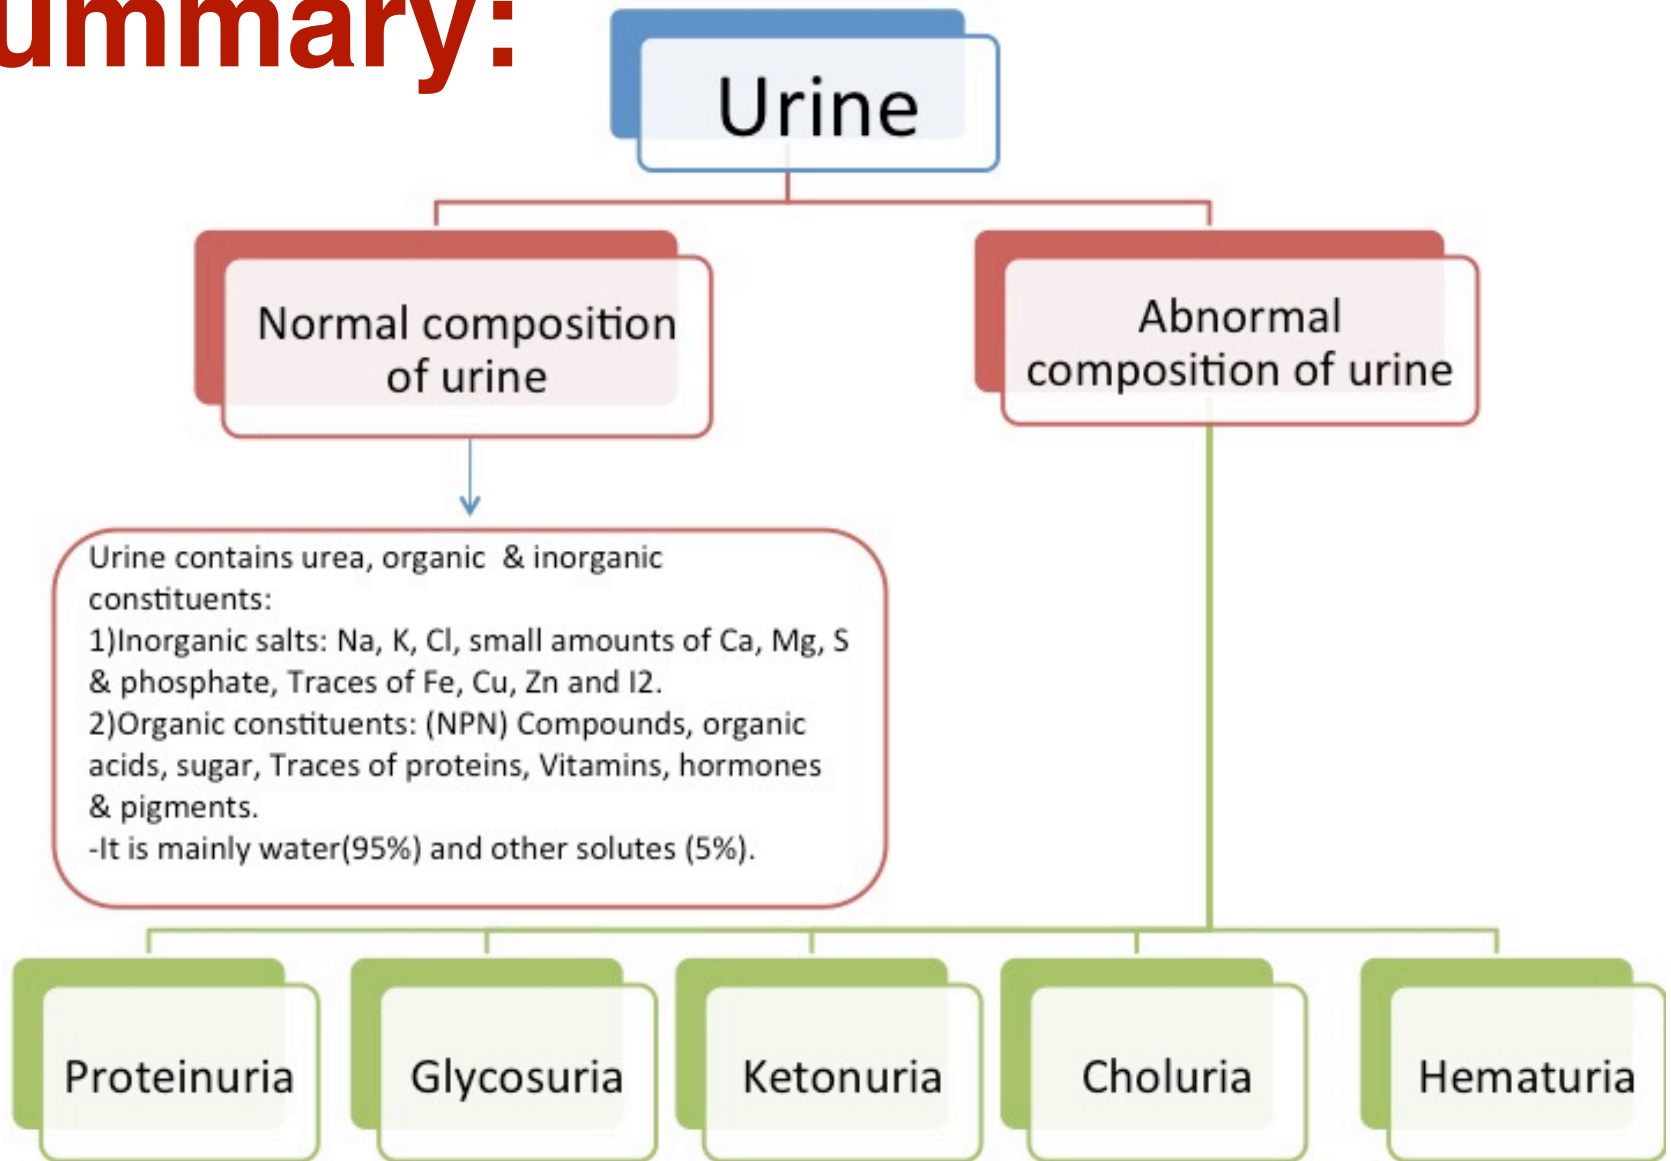 ummary:
Urine
Normal composition
of urine
Abnormal
composition of urine
Urine contains urea, organic  & inorganic
constituents:
1)Inorganic salts: Na, K, Cl, small amounts of Ca, Mg, S
& phosphate, Traces of Fe, Cu, Zn and I2.
2)Organic constituents: (NPN) Compounds, organic
acids, sugar, Traces of proteins, Vitamins, hormones
& pigments.
-It is mainly water(95%) and other solutes (5%).
Proteinuria
Glycosuria
Ketonuria
Choluria
Hematuria